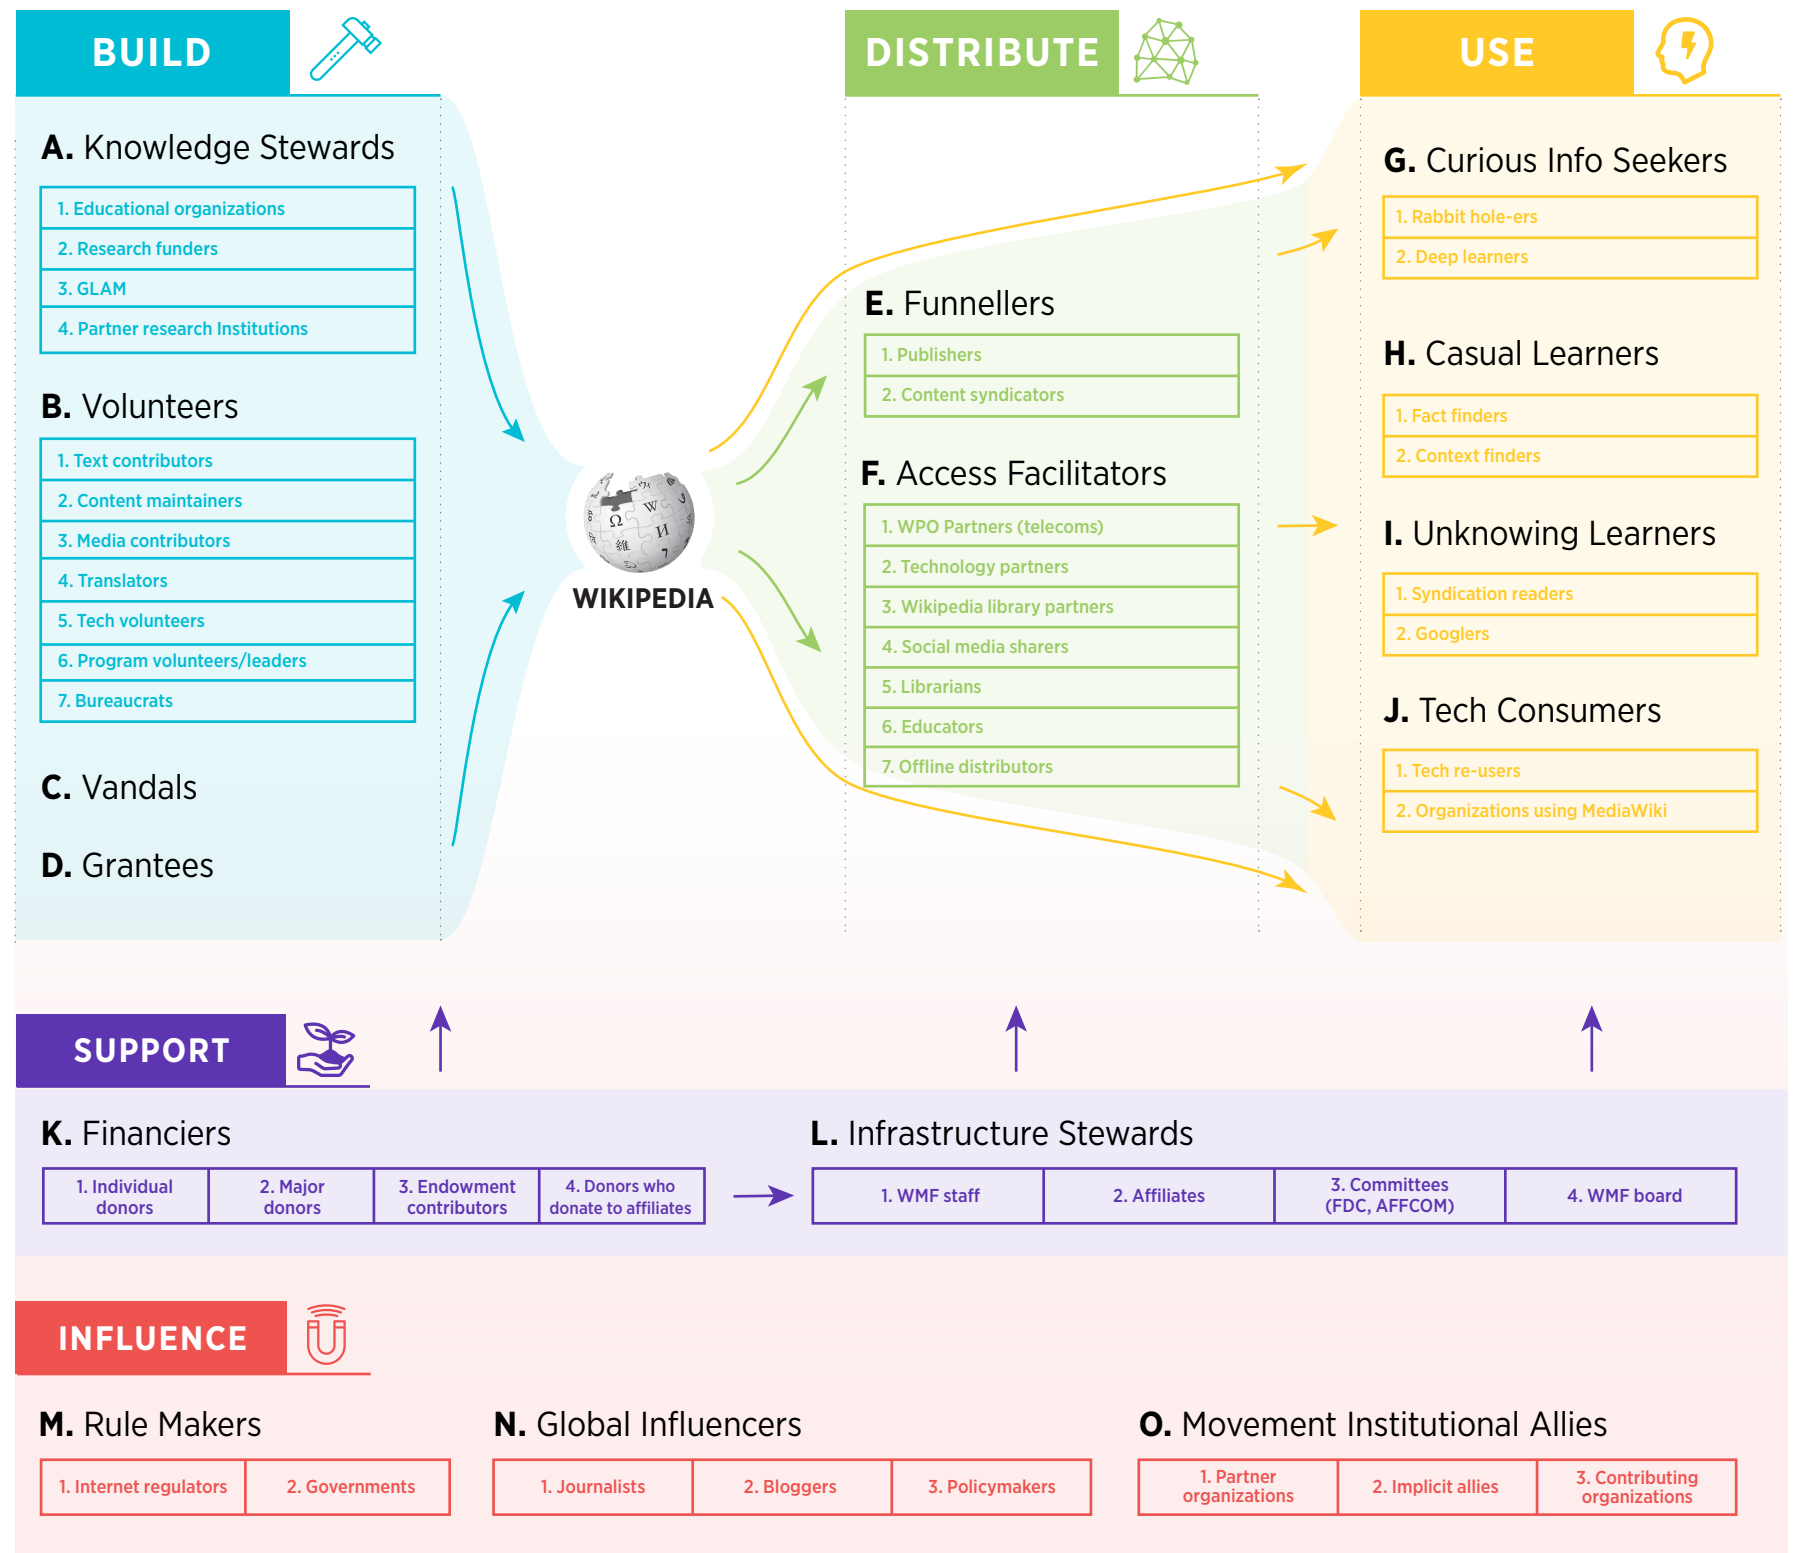 BUILD
A. Knowledge Stewards
1. Educational organizations
2. Research funders
3. GLAM
4. Partner research Institutions
B. Volunteers
1. Text contributors
2. Content maintainers
3. Media contributors
4. Translators
5. Tech volunteers
6. Program volunteers/leaders
7. Bureaucrats
C. Vandals
D. Grantees
Ω
W
И
維
7
WIKIPEDIA
DISTRIBUTE
E. Funnellers
1. Publishers
2. Content syndicators
F. Access Facilitators
1. WPO Partners (telecoms)
2. Technology partners
3. Wikipedia library partners
4. Social media sharers
5. Librarians
6. Educators
7. Offline distributors
USE
G. Curious Info Seekers
1. Rabbit hole-ers
2. Deep learners
H. Casual Learners
1. Fact finders
2. Context finders
I. Unknowing Learners
1. Syndication readers
2. Googlers
J. Tech Consumers
1. Tech re-users
2. Organizations using MediaWiki
SUPPORT
K. Financiers
1. Individual
donors
2. Major
donors
3. Endowment
contributors
4. Donors who
donate to affiliates
L. Infrastructure Stewards
1. WMF staff
2. Affiliates
3. Committees
(FDC, AFFCOM)
4. WMF board
INFLUENCE
M. Rule Makers
1. Internet regulators
2. Governments
N. Global Influencers
1. Journalists
2. Bloggers
3. Policymakers
O. Movement Institutional Allies
1. Partner
organizations
2. Implicit allies
3. Contributing
organizations